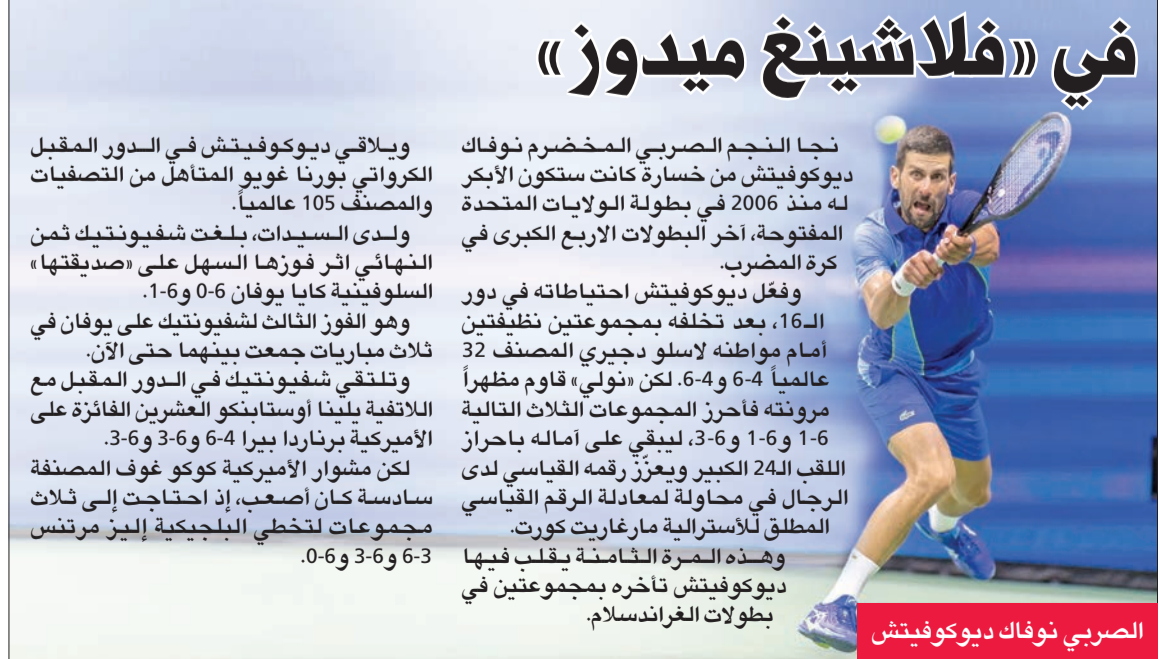 في «فلاشينغ ميدوز»
نجا النجم الصربي المخضرم نوفاك
ديوكوفيتش من خسارة كانت ستكون الأبكر
له منذ 2006 في بطولة الولايات المتحدة
المفتوحة، آخر البطولات الاربع الكبرى في
كرة المضرب.
وفعّل ديوكوفيتش احتياطاته في دور
الـ16، بعد تخلفه بمجموعتين نظيفتين
أمام مواطنه لاسلو دجيري المصنف 32
عالمياً 4-6 و4-6. لكن «نولي» قاوم مظهراً
مرونته فأحرز المجموعات الثلاث التالية
6-1 و6-1 و6-3، ليبقي على آماله باحراز
اللقب الـ24 الكبير ويعزّز رقمه القياسي لدى
الرجال في محاولة لمعادلة الرقم القياسي
المطلق للأسترالية مارغاريت كورت.
وهذه المرة الثامنة يقلب فيها
ديوكوفيتش تأخره بمجموعتين في
بطولات الغراندسلام.
ويلاقي ديوكوفيتش في الدور المقبل
الكرواتي بورنا غويو المتأهل من التصفيات
والمصنف 105 عالمياً.
ولدى السيدات، بلغت شفيونتيك ثمن
النهائي اثر فوزها السهل على «صديقتها»
السلوفينية كايا يوفان 6-0 و6-1.
وهو الفوز الثالث لشفيونتيك على يوفان في
ثلاث مباريات جمعت بينهما حتى الآن.
وتلتقي شفيونتيك في الدور المقبل مع
اللاتفية يلينا أوستابنكو العشرين الفائزة على
الأميركية برناردا بيرا 4-6 و6-3 و6-3.
لكن مشوار الأميركية كوكو غوف المصنفة
سادسة كان أصعب، إذ احتاجت إلى ثلاث
مجموعات لتخطي البلجيكية إليز مرتنس
3-6 و6-3 و6-0.
الصربي نوفاك ديوكوفيتش